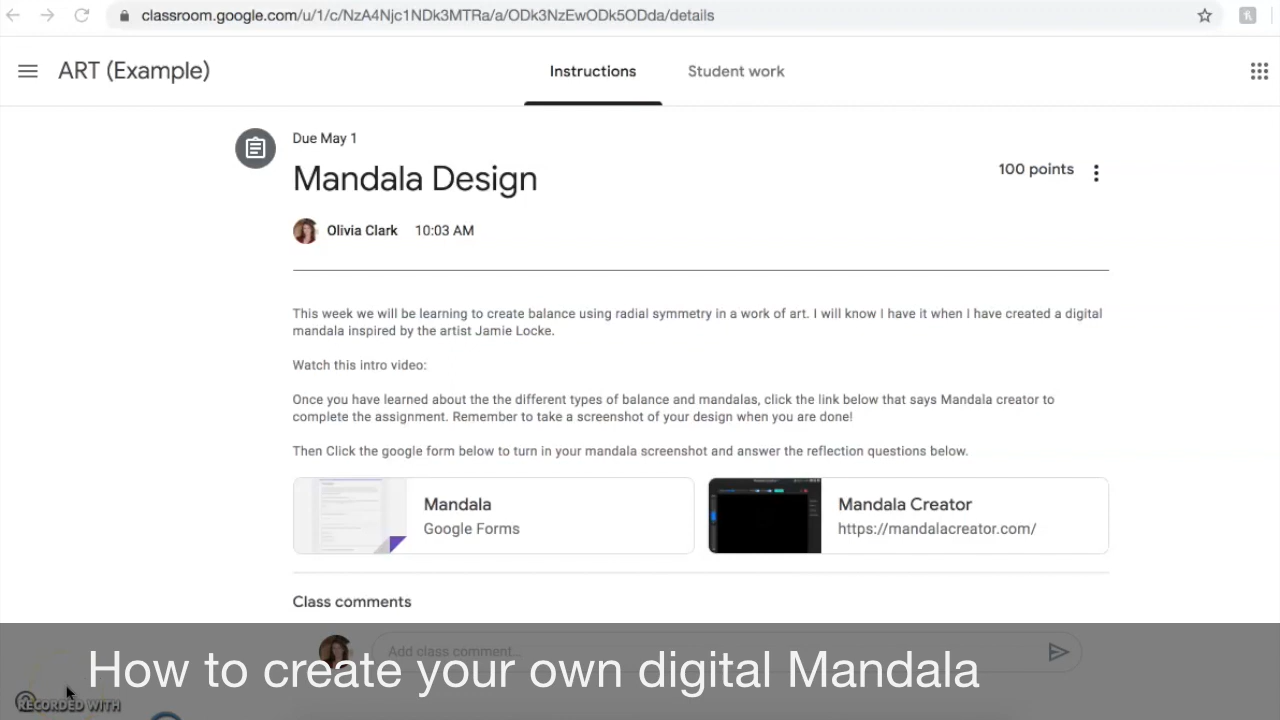 classroom.google.com/u/1/c/NzA4Njc1NDk3MTRa/a/ODk3NzEwODk5ODda/details
ART (Example)
Instructions
Student work
Due May 1
Mandala Design
100 points
Olivia Clark 10:03 AM
This week we will be learning to create balance using radial symmetry in a work of art. I will know I have it when I have created a digital
mandala inspired by the artist Jamie Locke.
Watch this intro video:
Once you have learned about the the different types of balance and mandalas, click the link below that says Mandala creator to
complete the assignment. Remember to take a screenshot of your design when you are done!
Then Click the google form below to turn in your mandala screenshot and answer the reflection questions below.
Mandala
Google Forms
Mandala Creator
https://mandalacreator.com/
Class comments
Add class comment...
How to create your own digital Mandala
RECORDED WITH